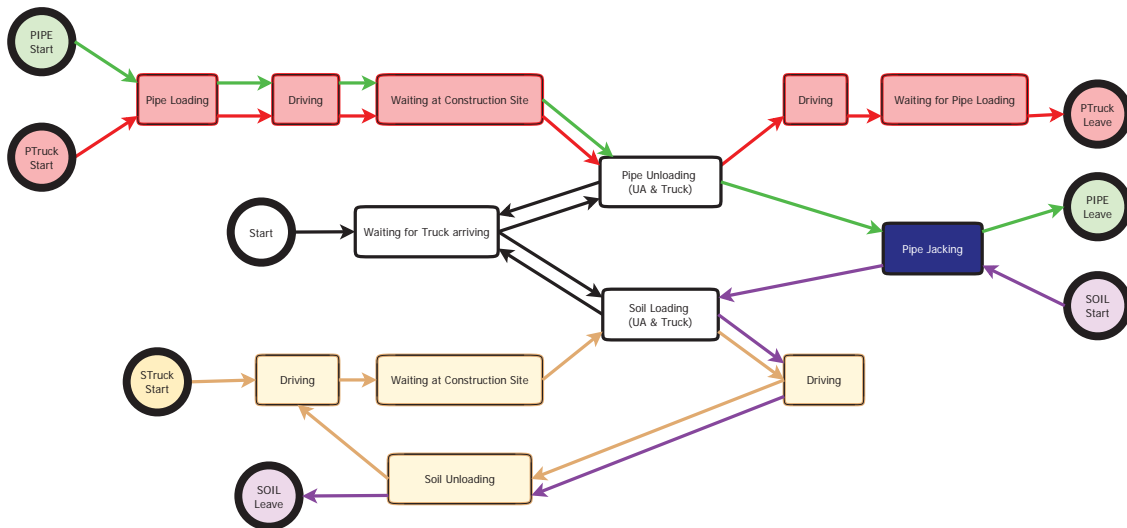 PIPE
Start
Pipe Loading
Driving
Waiting at Construction Site
Driving
Waiting for Pipe Loading
PTruck
Leave
PTruck
Start
Pipe Unloading
(UA & Truck)
PIPE
Leave
Start
Waiting for Truck arriving
Pipe Jacking
Soil Loading
(UA & Truck)
SOIL
Start
STruck
Start
Driving
Waiting at Construction Site
Driving
Soil Unloading
SOIL
Leave